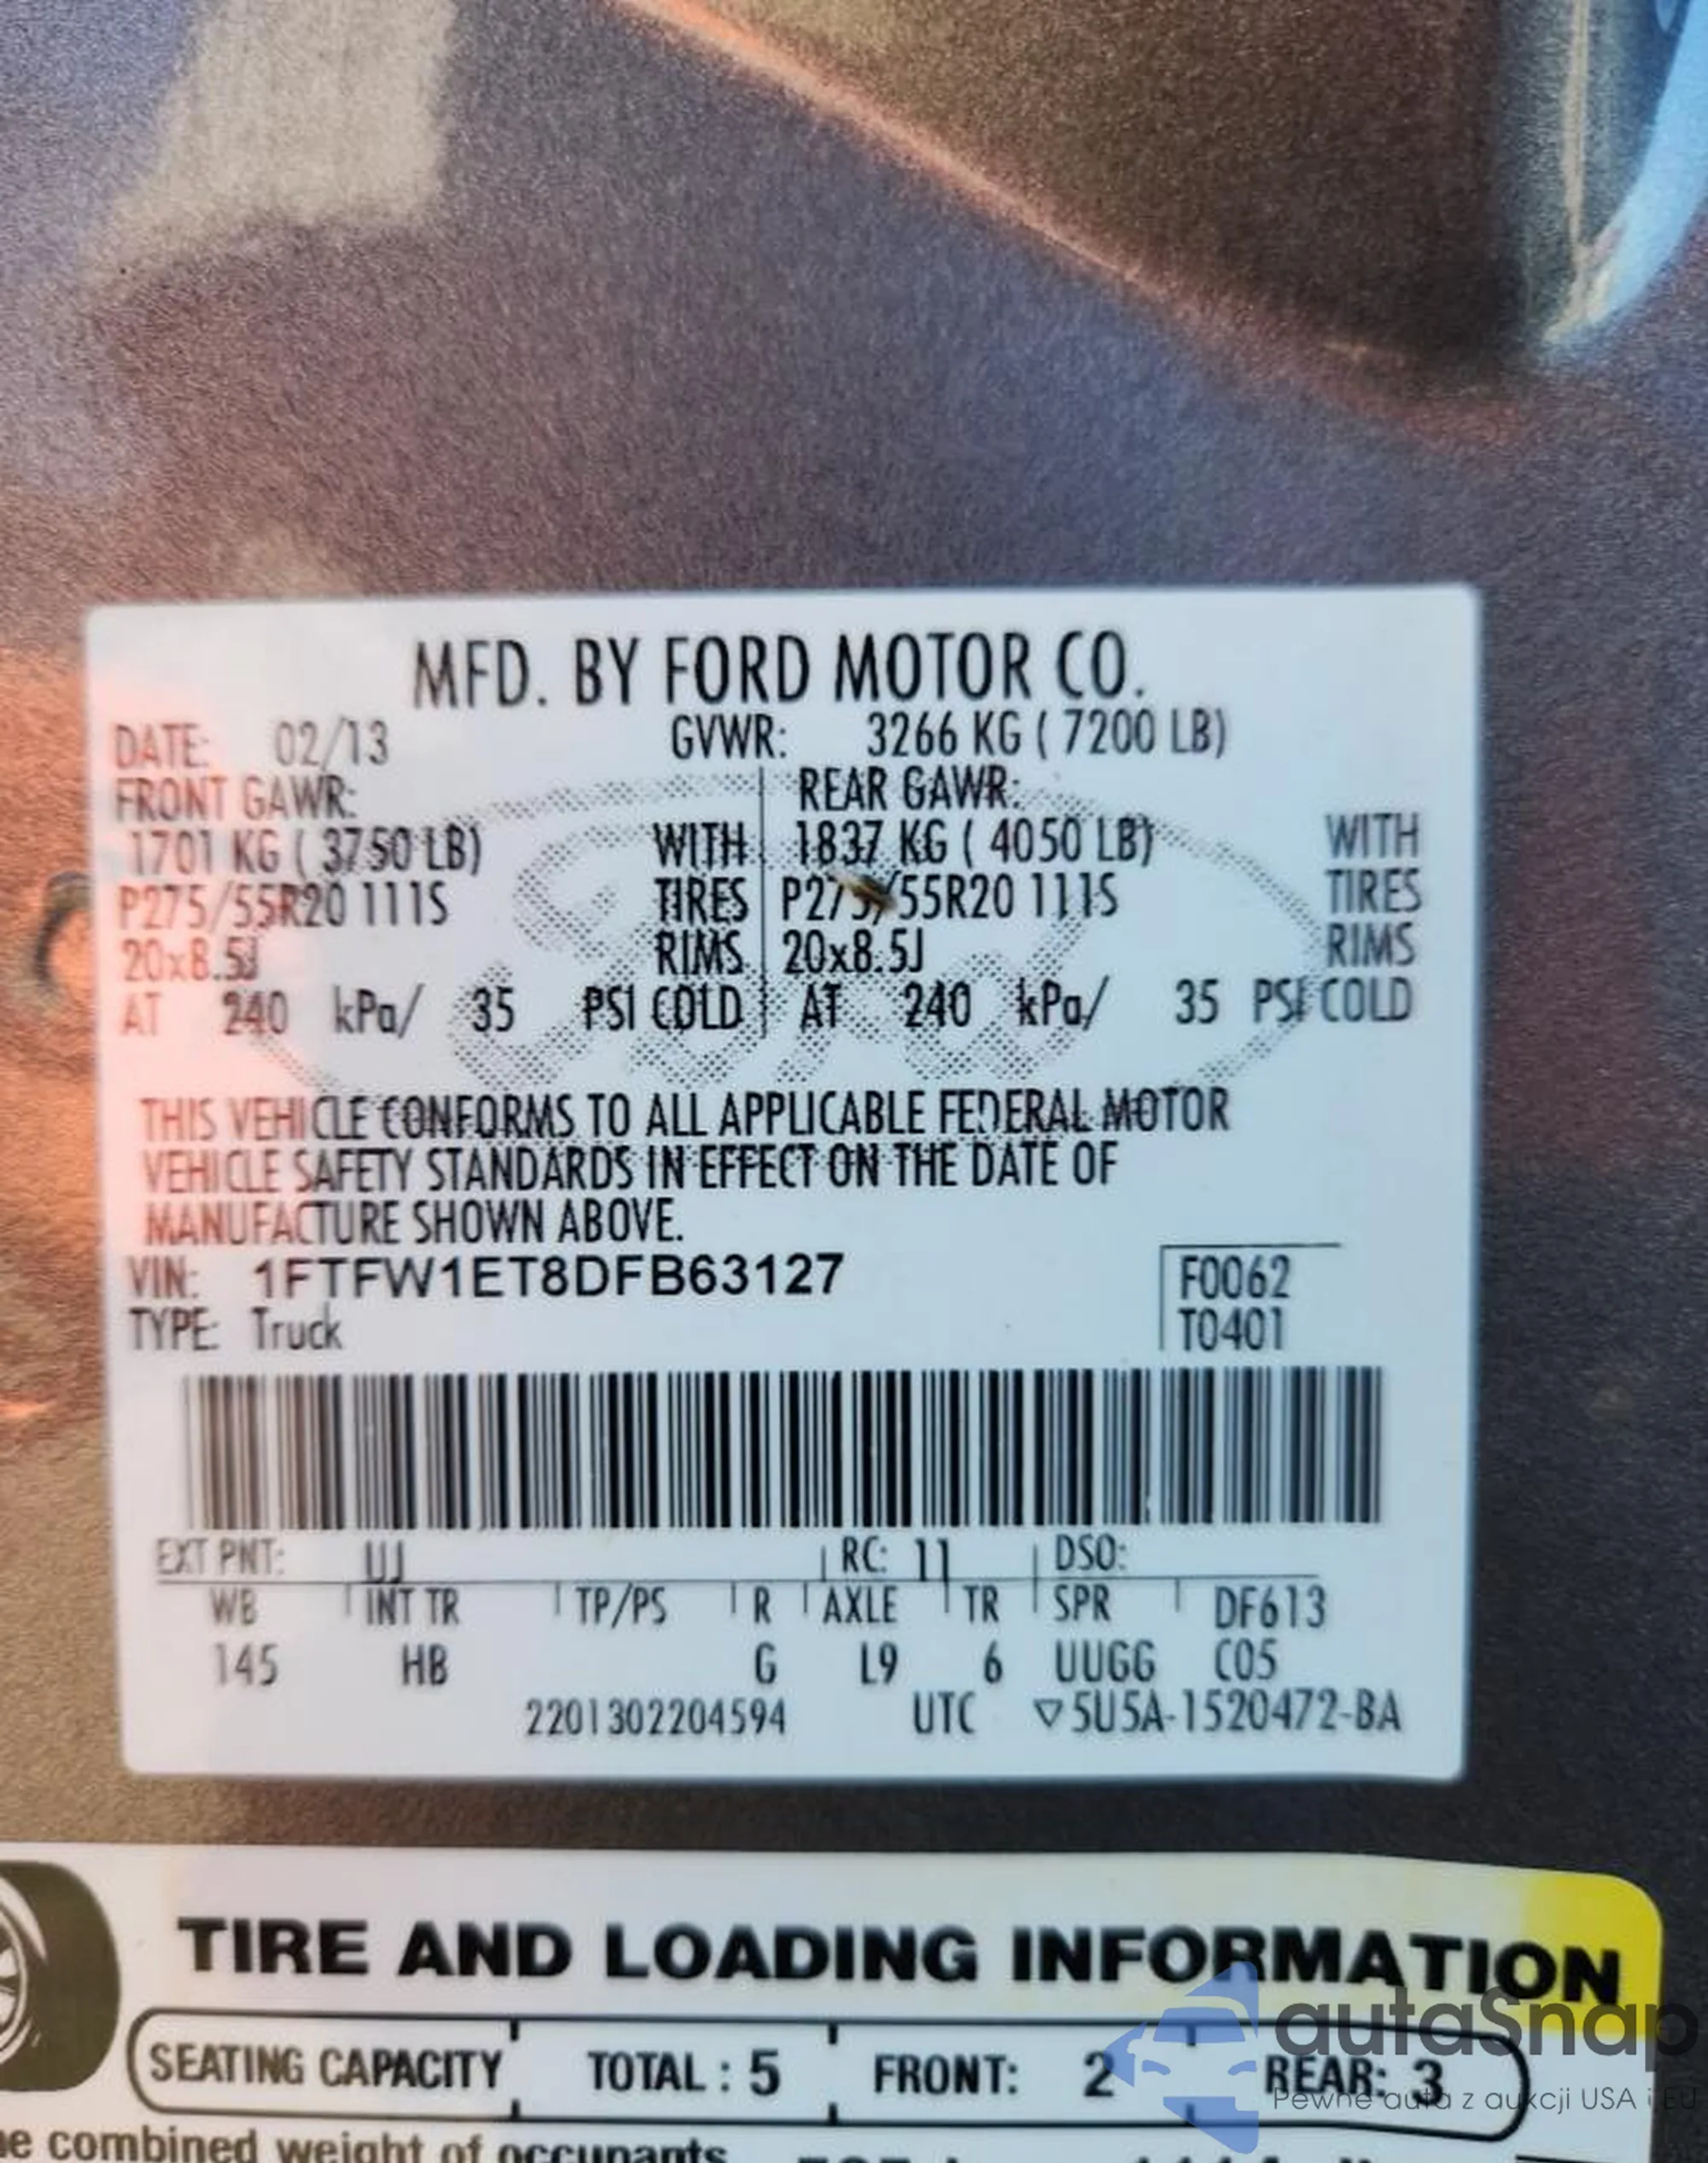 MFD. BY FORD MOTOR CO.
DATE: 02/13 GVWR: 3266 KG ( 7200 LB)
FRONT GAWR: REAR GAWR:
1701 KG ( 3750 LB) WITH 1837 KG ( 4050 LB) WITH
P275/55R20 111S TIRES P275/55R20 111S TIRES
20x8.5J RIMS 20x8.5J RIMS
AT 240 kPa/ 35 PSI COLD AT 240 kPa/ 35 PSI COLD
THIS VEHICLE CONFORMS TO ALL APPLICABLE FEDERAL MOTOR
VEHICLE SAFETY STANDARDS IN EFFECT ON THE DATE OF
MANUFACTURE SHOWN ABOVE.
VIN: 1FTFW1ET8DFB63127 F0062
TYPE: Truck T0401
EXT PNT: UJ RC: 11 DSO:
WB INT TR TP/PS R AXLE TR SPR DF613
145 HB G L9 6 UUGG C05
2201302204594 UTC ▽5U5A-1520472-BA
TIRE AND LOADING INFORMATION
SEATING CAPACITY TOTAL : 5 FRONT: 2 REAR: 3
autaSnap
Pewne auta z aukcji USA i EU
combined weight of occupants